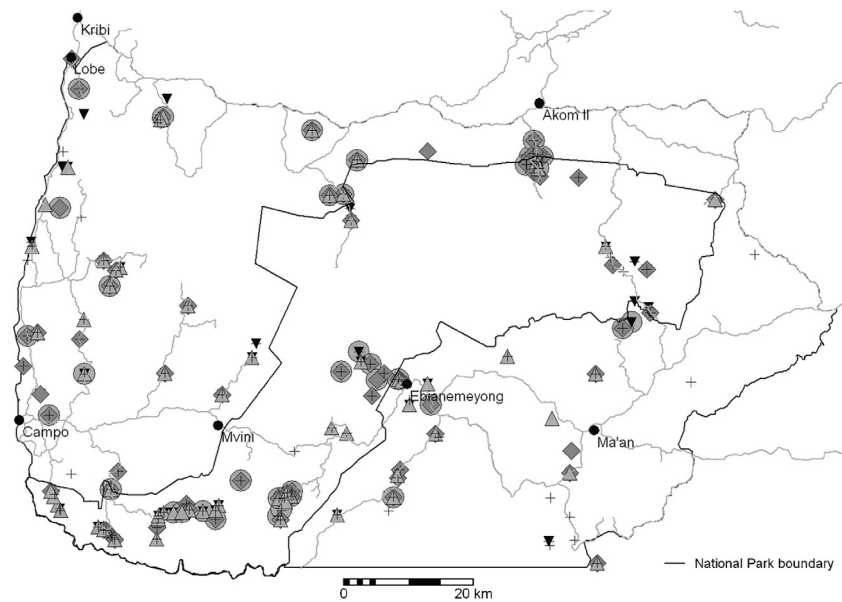 Kribi
Lobe
Akom II
Ebianemeyong
Campo
Mvini
Ma'an
National Park boundary
0 20 km